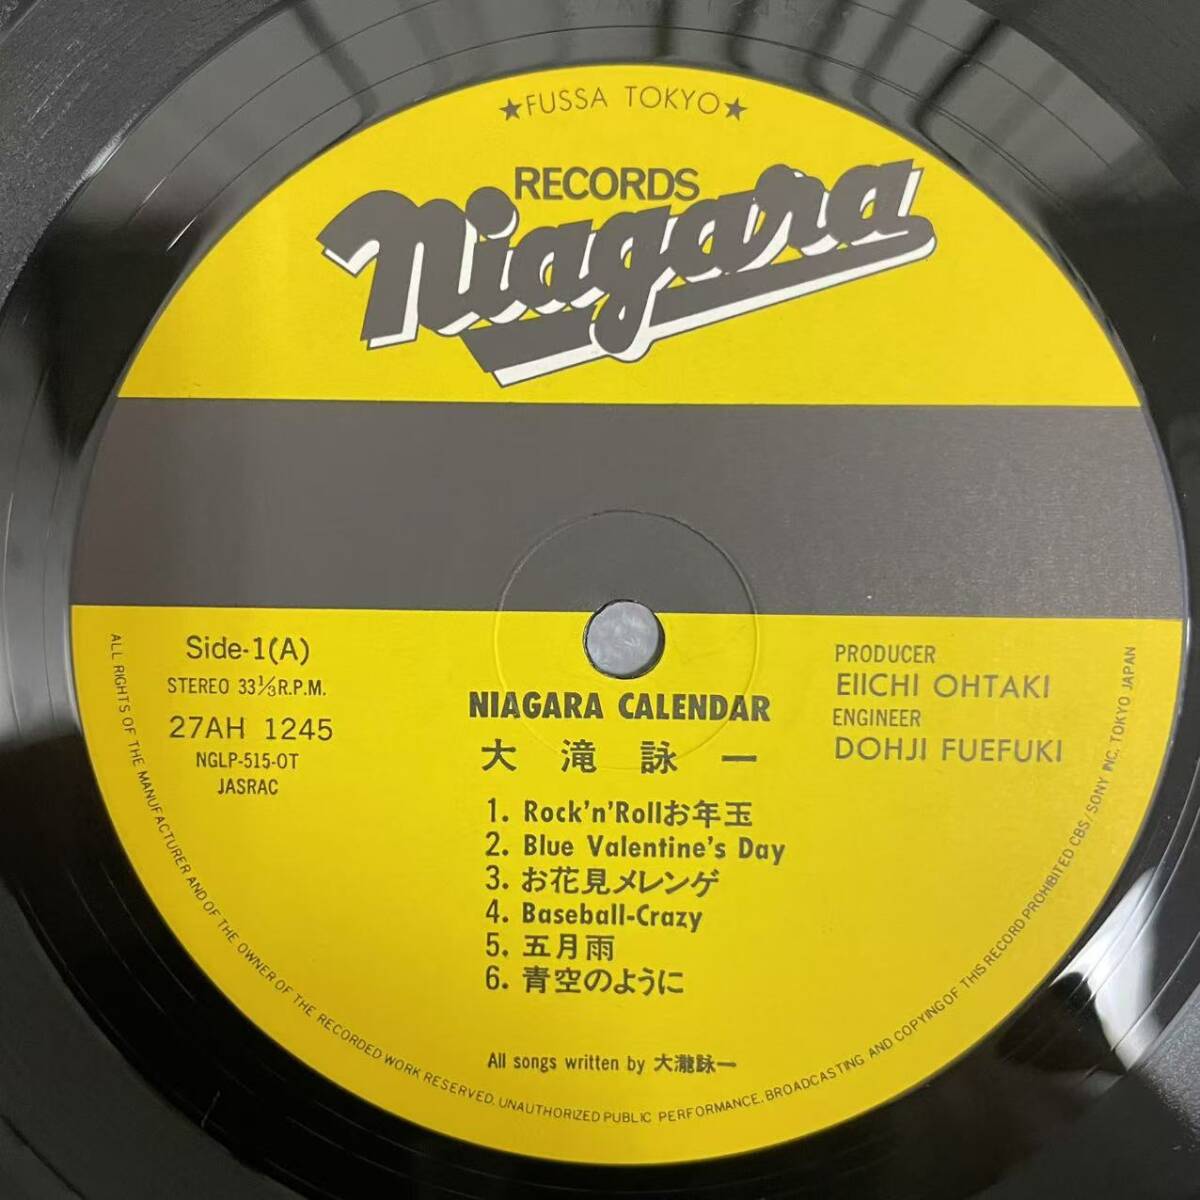 ★FUSSA TOKYO★
RECORDS
Niagara
Side-1(A)
STEREO 33⅓R.P.M.
27AH 1245
NGLP-515-OT
JASRAC
PRODUCER
EIICHI OHTAKI
ENGINEER
DOHJI FUEFUKI
NIAGARA CALENDAR
大滝詠一
1. Rock'n'Rollお年玉
2. Blue Valentine's Day
3. お花見メレンゲ
4. Baseball-Crazy
5. 五月雨
6. 青空のように
All songs written by 大瀧詠一
ALL RIGHTS OF THE MANUFACTURER AND OF THE OWNER OF THE RECORDED WORK RESERVED. UNAUTHORIZED PUBLIC PERFORMANCE, BROADCASTING AND COPYING OF THIS RECORD PROHIBITED CBS/SONY INC. TOKYO JAPAN